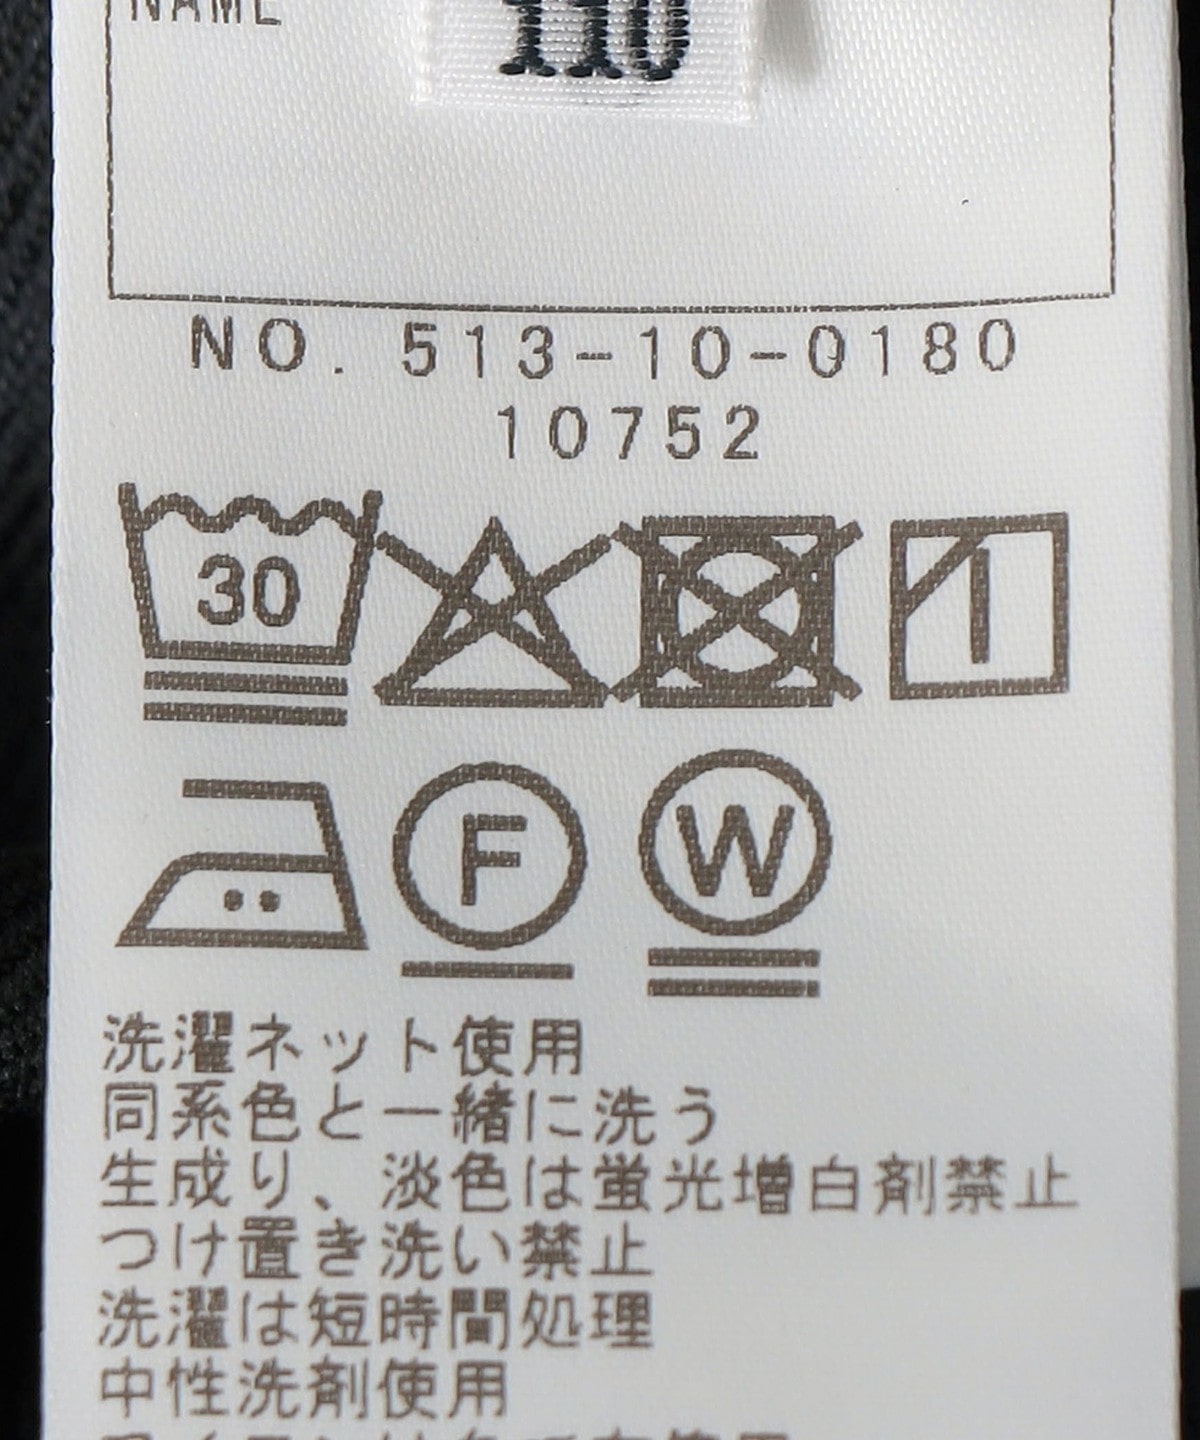 NAME
110
NO. 513-10-0180
10752
30
F
W
洗濯ネット使用
同系色と一緒に洗う
生成り、淡色は蛍光増白剤禁止
つけ置き洗い禁止
洗濯は短時間処理
中性洗剤使用